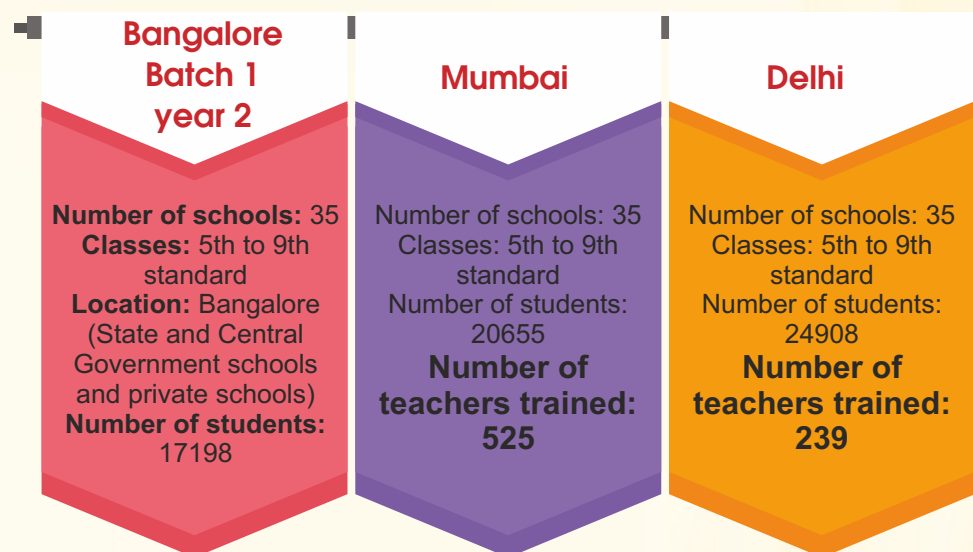 Bangalore
Batch 1
year 2
Number of schools: 35
Classes: 5th to 9th
standard
Location: Bangalore
(State and Central
Government schools
and private schools)
Number of students:
17198
Mumbai
Number of schools: 35
Classes: 5th to 9th
standard
Number of students:
20655
Number of
teachers trained:
525
Delhi
Number of schools: 35
Classes: 5th to 9th
standard
Number of students:
24908
Number of
teachers trained:
239